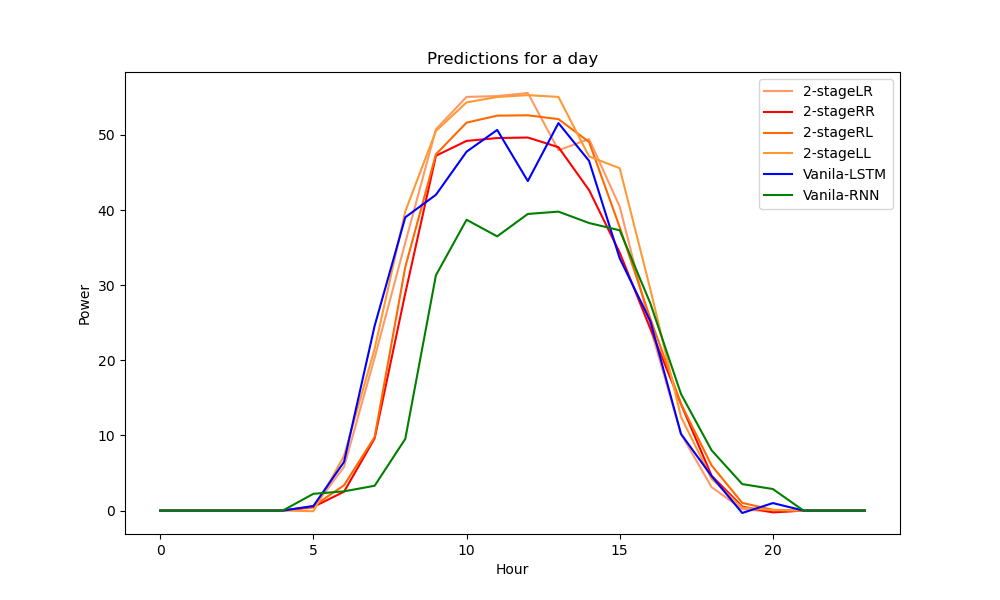 Predictions for a day
2-stageLR
2-stageRR
2-stageRL
2-stageLL
Vanila-LSTM
Vanila-RNN
Power
50
40
30
20
10
0
0 5 10 15 20
Hour